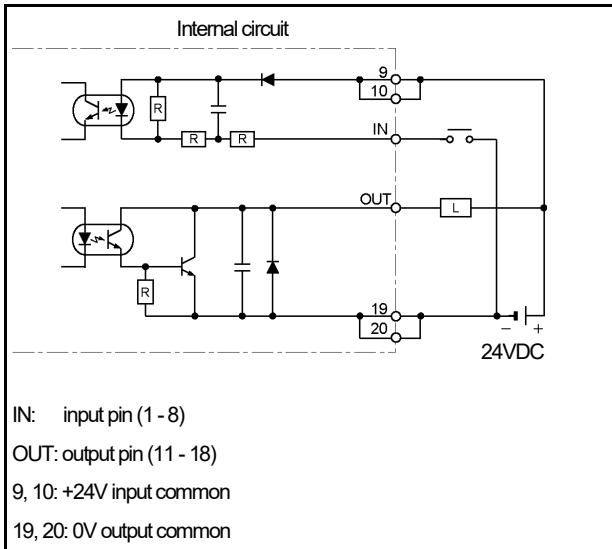 Internal circuit
9
10
IN
R
R
R
OUT
L
R
19
20
− +
24VDC
IN: input pin (1 - 8)
OUT: output pin (11 - 18)
9, 10: +24V input common
19, 20: 0V output common